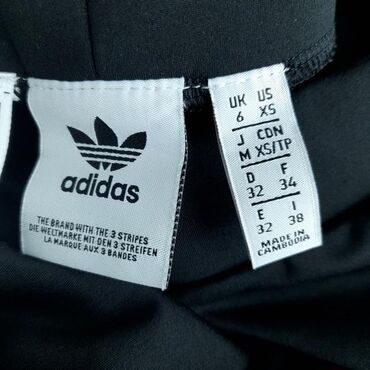 adidas
THE BRAND WITH THE 3 STRIPES
DIE WELTMARKE MIT DEN 3 STREIFEN
LA MARQUE AUX 3 BANDES
UK US
6 XS
J CDN
M XS/TP
D F
32 34
E I
32 38
MADE IN
CAMBODIA